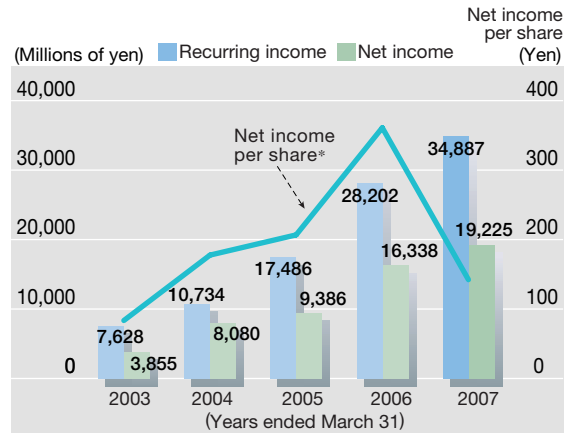 Net income
per share
(Millions of yen) Recurring income Net income (Yen)
40,000 400
Net income
per share*
34,887
30,000 300
28,202
19,225
20,000 200
16,338
17,486
10,734
9,386
10,000 100
7,628 8,080
3,855
0 0
2003 2004 2005 2006 2007
(Years ended March 31)